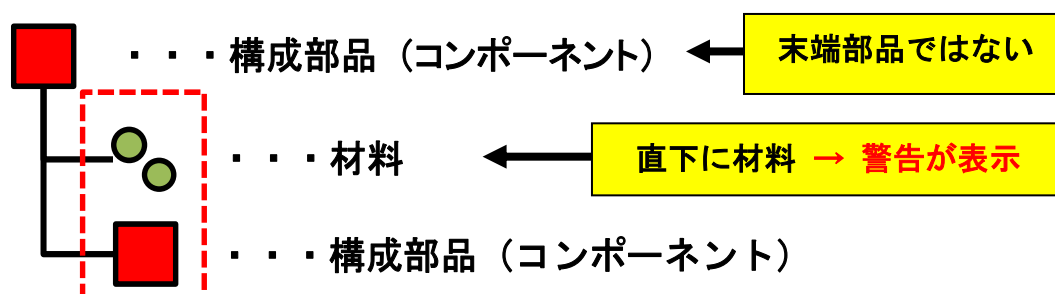 ・・・構成部品（コンポーネント）
末端部品ではない
・・・材料
直下に材料 → 警告が表示
・・・構成部品（コンポーネント）